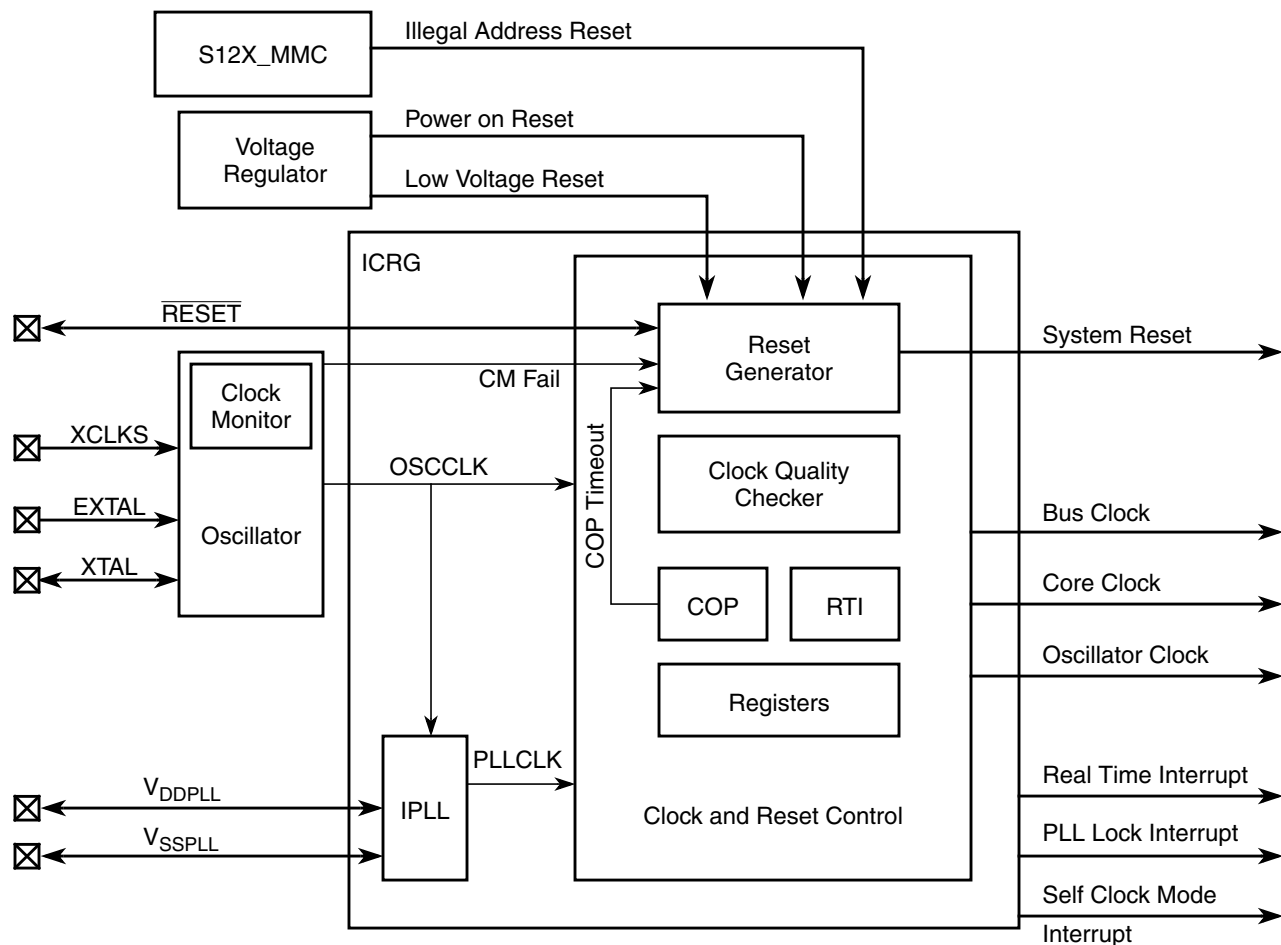 S12X_MMC
Illegal Address Reset
Voltage
Regulator
Power on Reset
Low Voltage Reset
ICRG
RESET
Reset
Generator
System Reset
CM Fail
Clock
Monitor
XCLKS
OSCCLK
COP Timeout
Clock Quality
Checker
EXTAL
Oscillator
XTAL
Bus Clock
COP
RTI
Core Clock
Oscillator Clock
Registers
PLLCLK
VDDPLL
IPLL
VSSPLL
Clock and Reset Control
Real Time Interrupt
PLL Lock Interrupt
Self Clock Mode
Interrupt